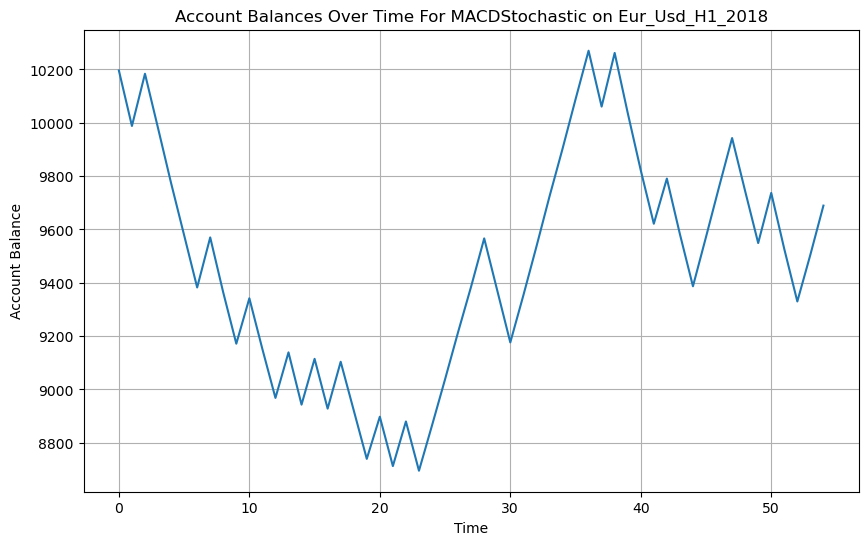 Account Balances Over Time For MACDStochastic on Eur_Usd_H1_2018
Account Balance
10200
10000
9800
9600
9400
9200
9000
8800
0 10 20 30 40 50
Time